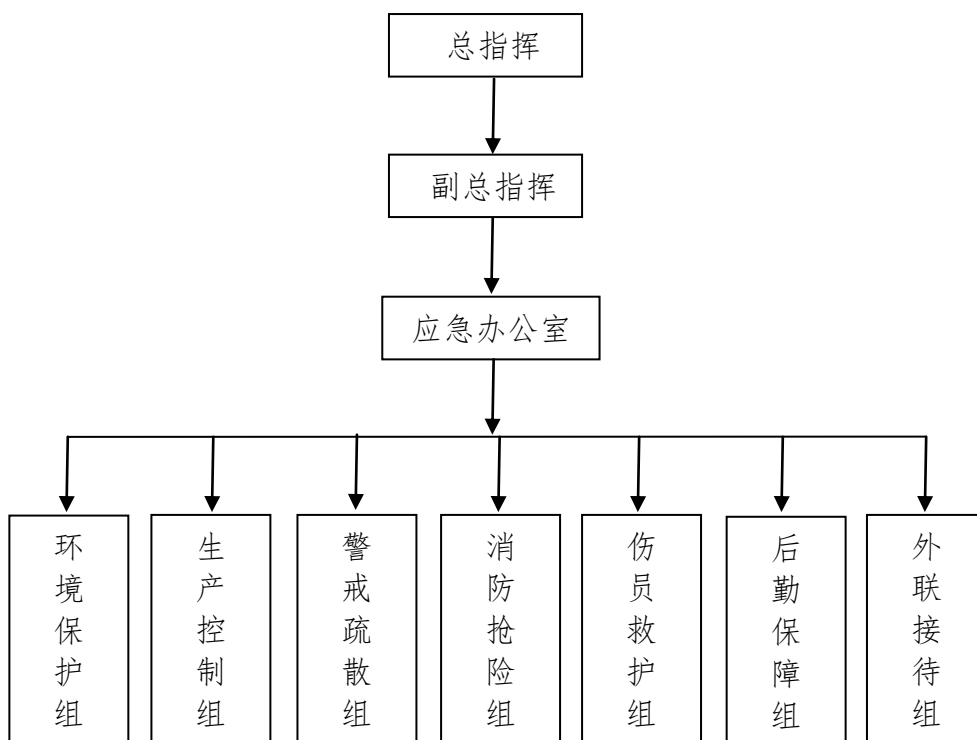 总指挥
副总指挥
应急办公室
环境保护组
生产控制组
警戒疏散组
消防抢险组
伤员救护组
后勤保障组
外联接待组